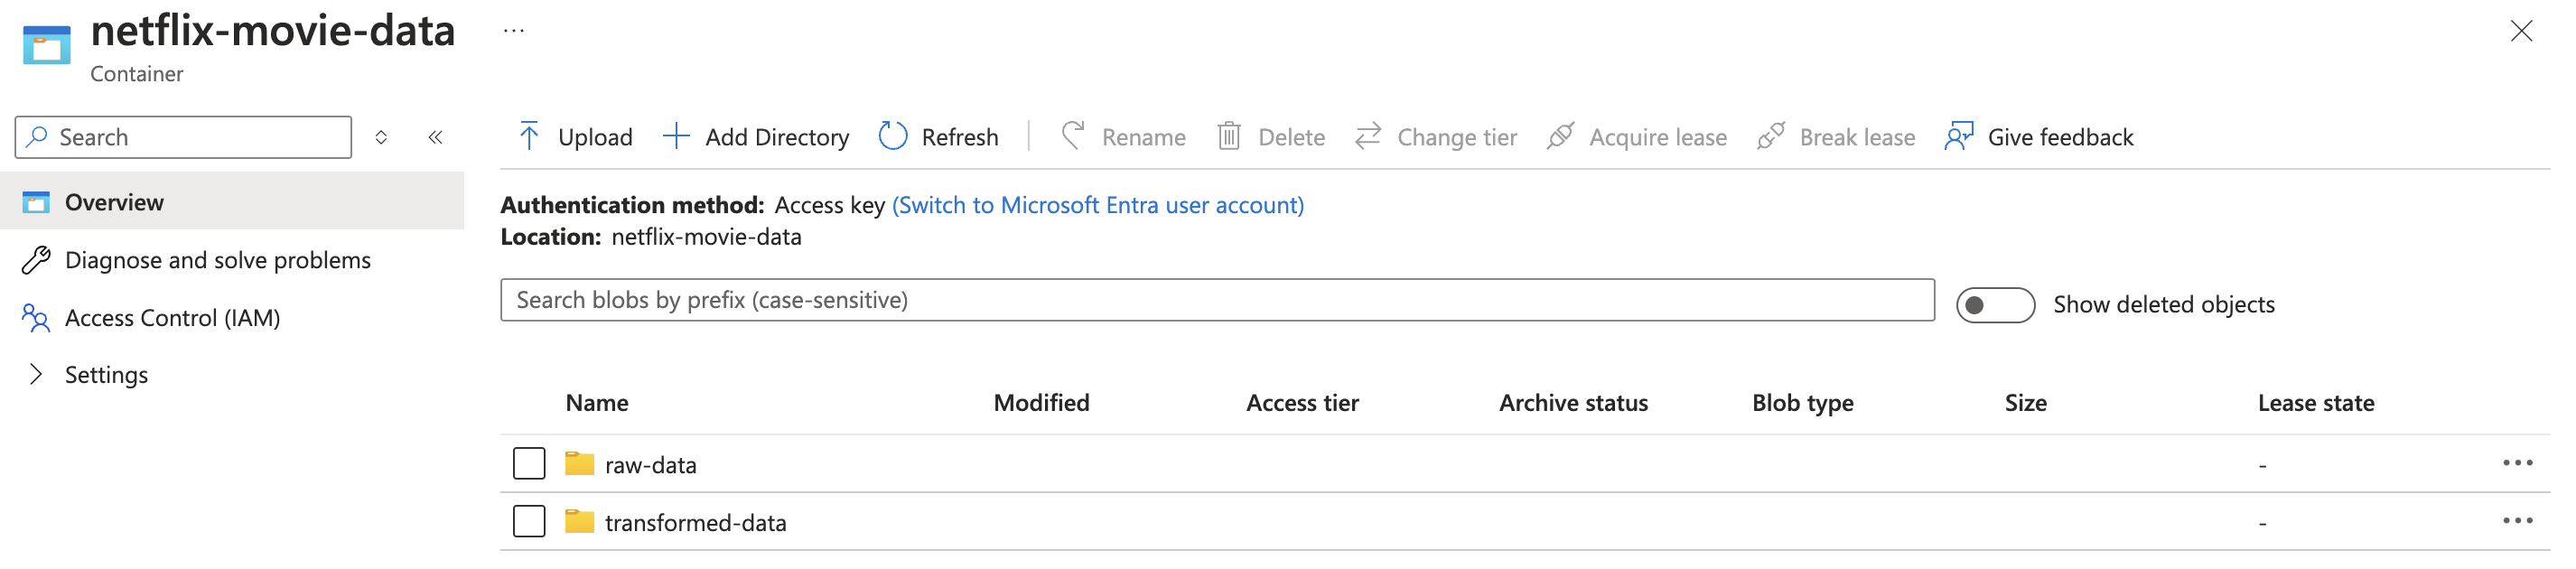 netflix-movie-data ...
Container
Search
Overview
Diagnose and solve problems
Access Control (IAM)
Settings
Upload Add Directory Refresh Rename Delete Change tier Acquire lease Break lease Give feedback
Authentication method: Access key (Switch to Microsoft Entra user account)
Location: netflix-movie-data
Search blobs by prefix (case-sensitive)
Show deleted objects
Name Modified Access tier Archive status Blob type Size Lease state
raw-data -
transformed-data -